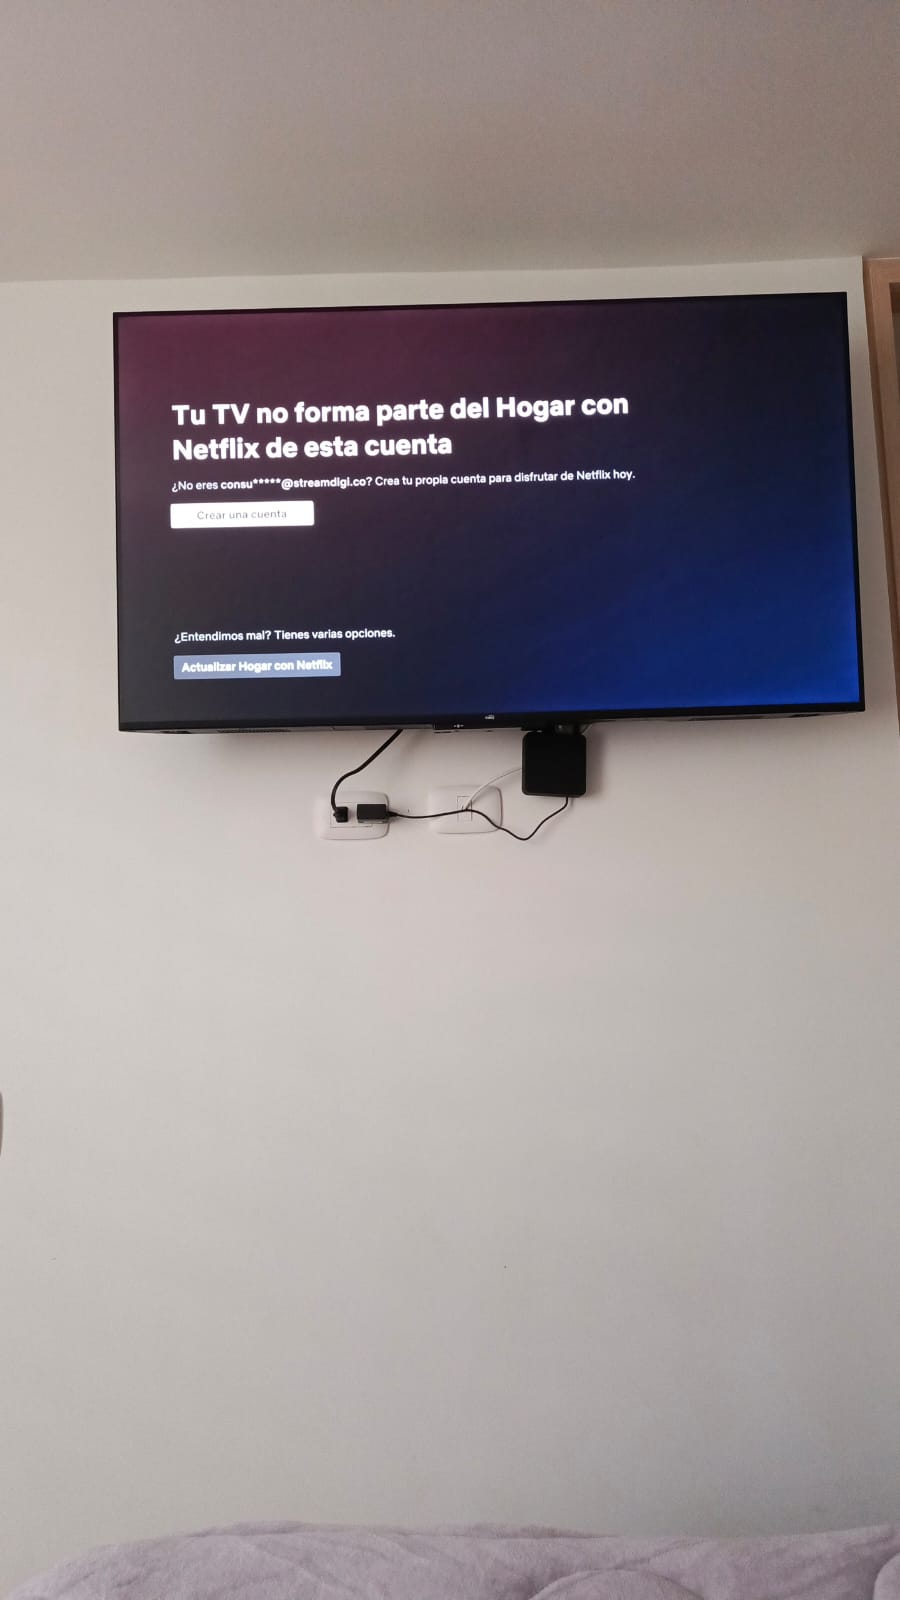 Tu TV no forma parte del Hogar con
Netflix de esta cuenta
¿No eres consu*****@streamdigi.co? Crea tu propia cuenta para disfrutar de Netflix hoy.
Crear una cuenta
¿Entendimos mal? Tienes varias opciones.
Actualizar Hogar con Netflix